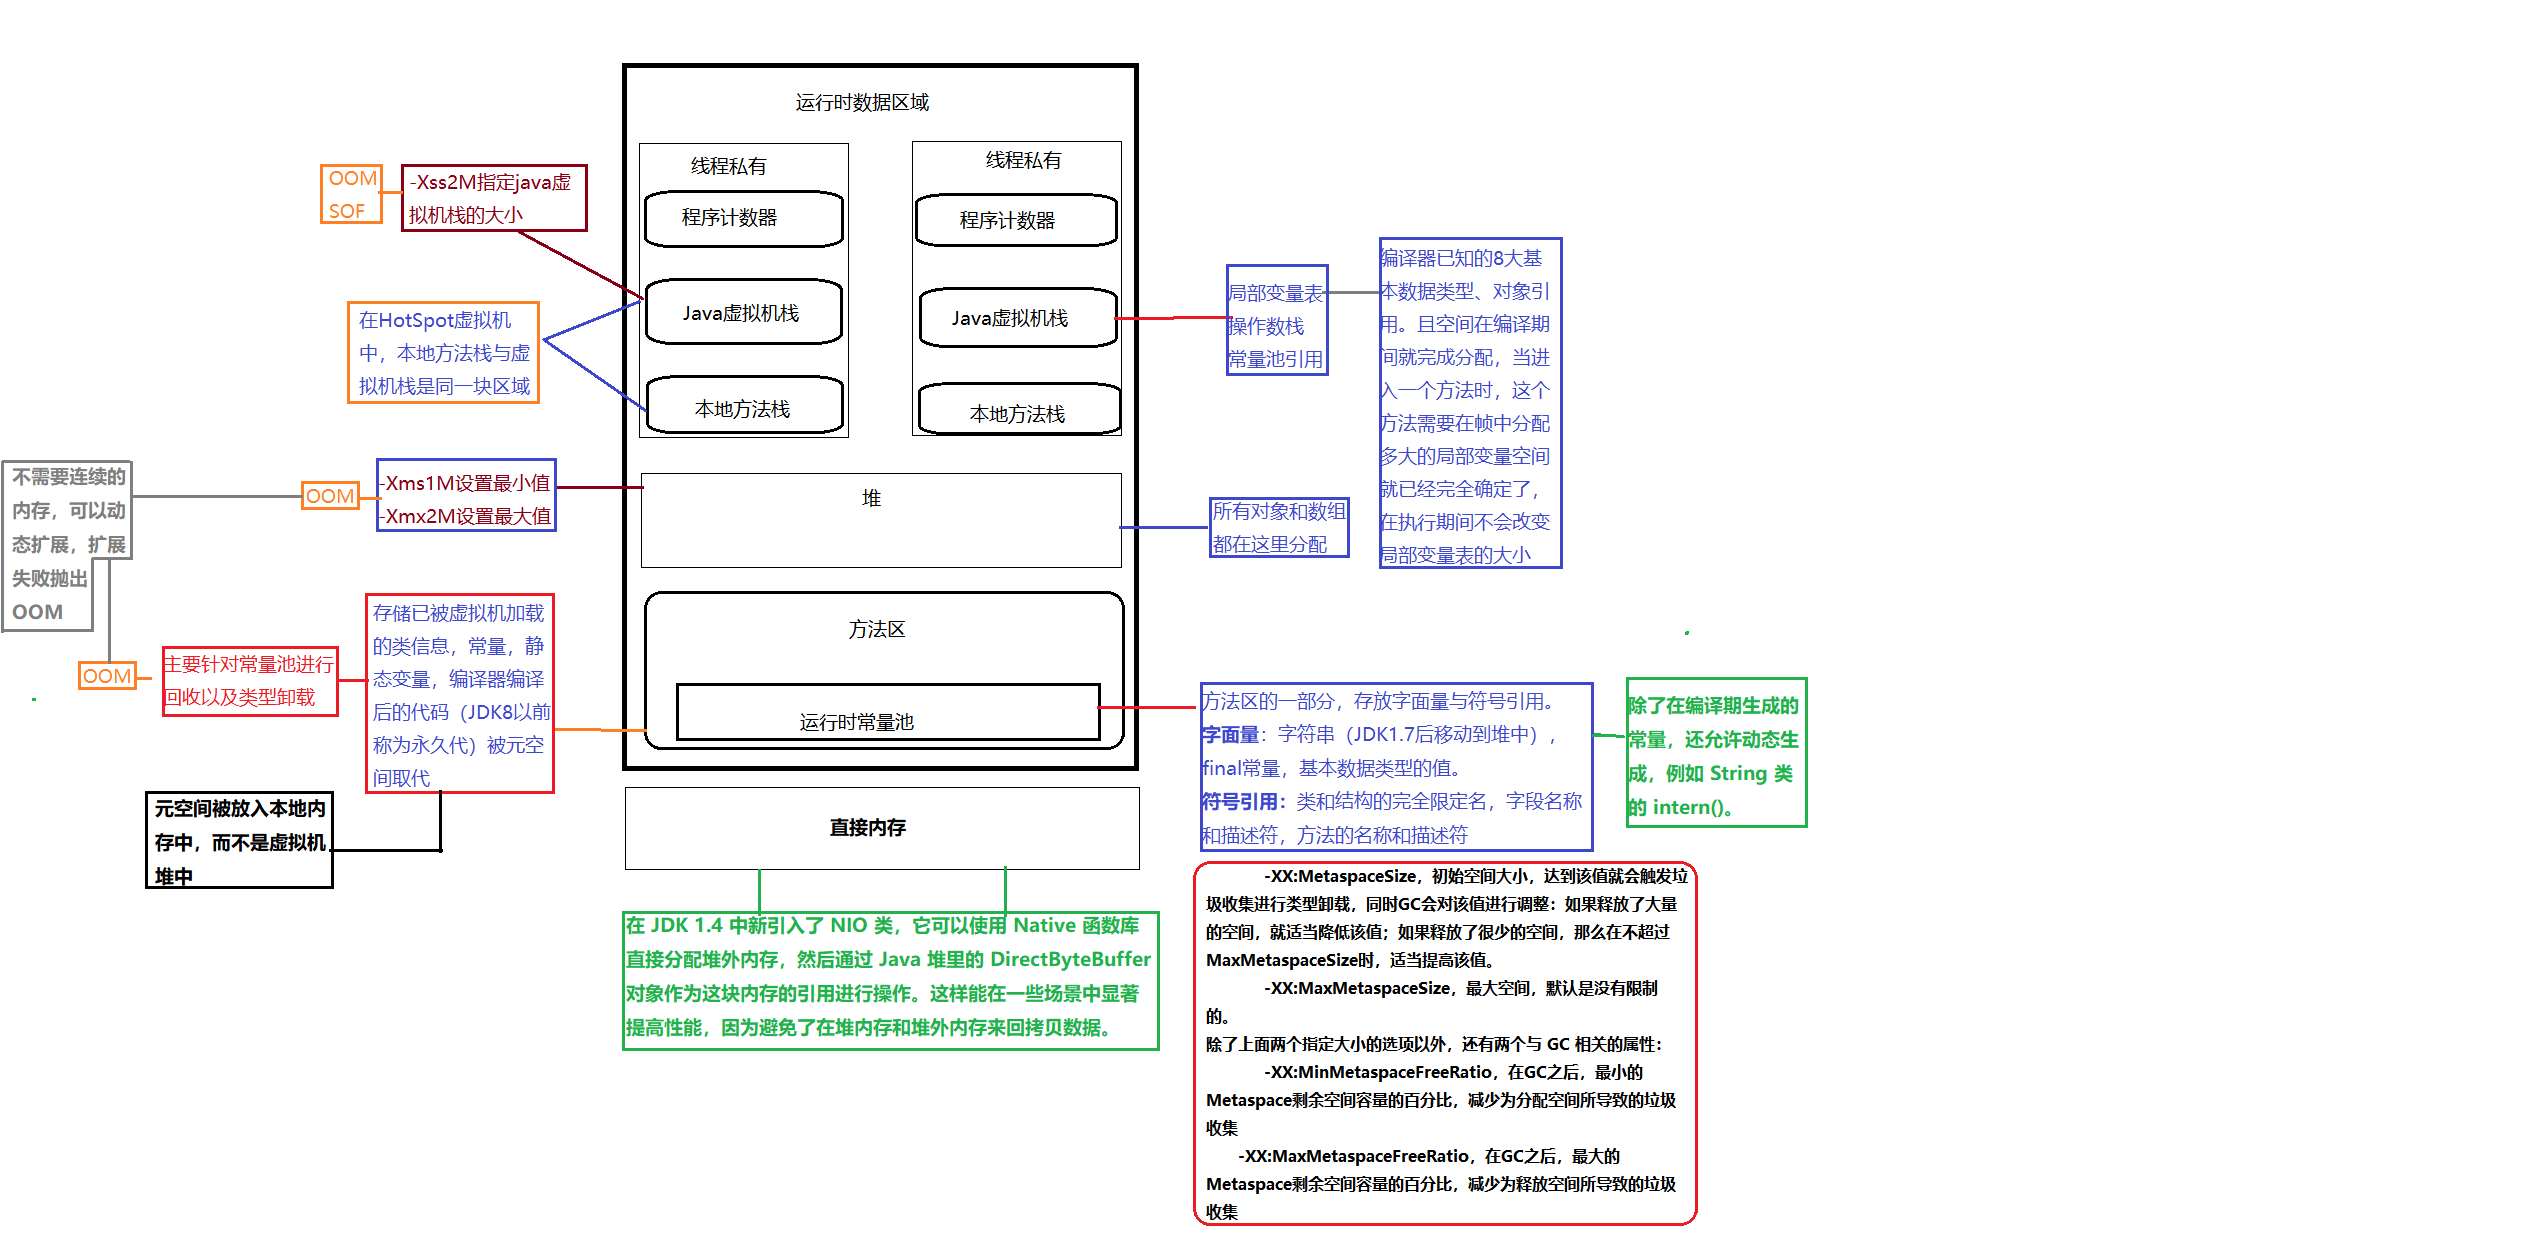 运行时数据区域
线程私有
程序计数器
Java虚拟机栈
本地方法栈
线程私有
程序计数器
Java虚拟机栈
本地方法栈
堆
方法区
运行时常量池
直接内存
OOM
SOF
-Xss2M指定java虚
拟机栈的大小
在HotSpot虚拟机
中，本地方法栈与虚
拟机栈是同一块区域
不需要连续的
内存，可以动
态扩展，扩展
失败抛出
OOM
OOM
-Xms1M设置最小值
-Xmx2M设置最大值
OOM
主要针对常量池进行
回收以及类型卸载
存储已被虚拟机加载
的类信息，常量，静
态变量，编译器编译
后的代码（JDK8以前
称为永久代）被元空
间取代
元空间被放入本地内
存中，而不是虚拟机
堆中
局部变量表
操作数栈
常量池引用
编译器已知的8大基
本数据类型、对象引
用。且空间在编译期
间就完成分配，当进
入一个方法时，这个
方法需要在帧中分配
多大的局部变量空间
就已经完全确定了，
在执行期间不会改变
局部变量表的大小
所有对象和数组
都在这里分配
方法区的一部分，存放字面量与符号引用。
字面量：字符串（JDK1.7后移动到堆中），
final常量，基本数据类型的值。
符号引用：类和结构的完全限定名，字段名称
和描述符，方法的名称和描述符
除了在编译期生成的
常量，还允许动态生
成，例如 String 类
的 intern()。
在 JDK 1.4 中新引入了 NIO 类，它可以使用 Native 函数库
直接分配堆外内存，然后通过 Java 堆里的 DirectByteBuffer
对象作为这块内存的引用进行操作。这样能在一些场景中显著
提高性能，因为避免了在堆内存和堆外内存来回拷贝数据。
-XX:MetaspaceSize，初始空间大小，达到该值就会触发垃
圾收集进行类型卸载，同时GC会对该值进行调整：如果释放了大量
的空间，就适当降低该值；如果释放了很少的空间，那么在不超过
MaxMetaspaceSize时，适当提高该值。
-XX:MaxMetaspaceSize，最大空间，默认是没有限制
的。
除了上面两个指定大小的选项以外，还有两个与 GC 相关的属性：
-XX:MinMetaspaceFreeRatio，在GC之后，最小的
Metaspace剩余空间容量的百分比，减少为分配空间所导致的垃圾
收集
-XX:MaxMetaspaceFreeRatio，在GC之后，最大的
Metaspace剩余空间容量的百分比，减少为释放空间所导致的垃圾
收集